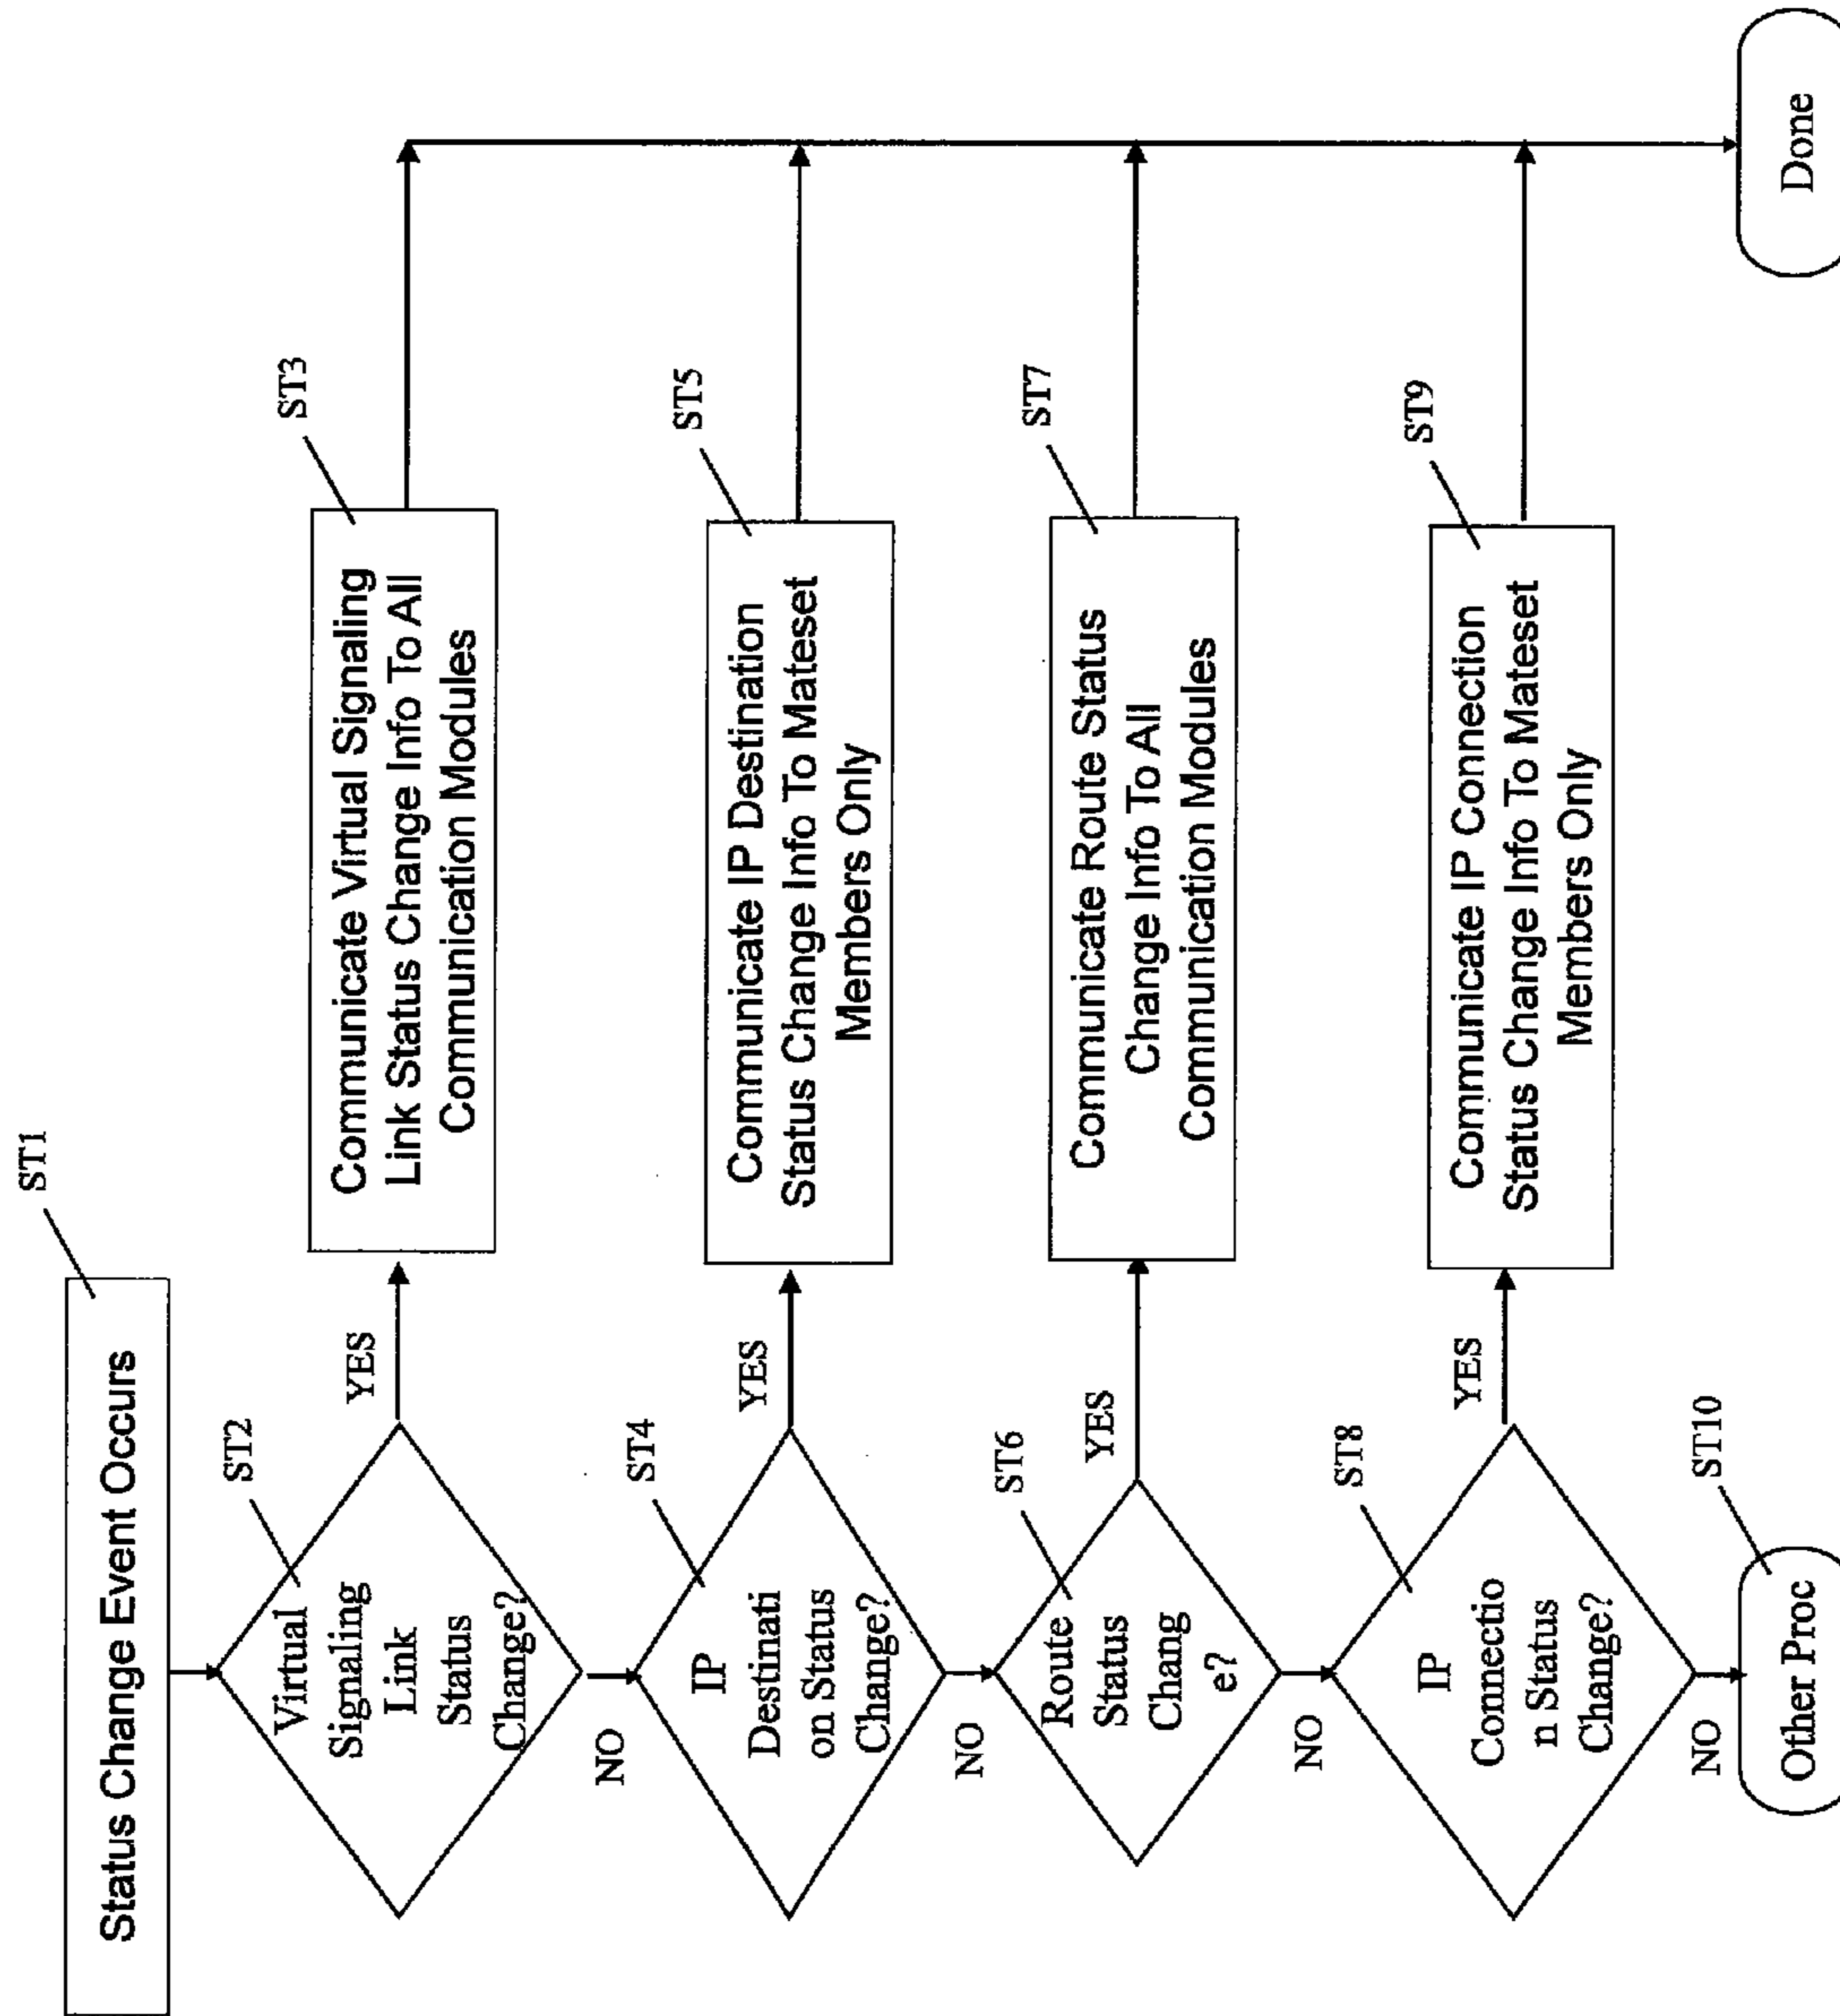 ST1
Status Change Event Occurs
ST2
Virtual
Signaling
Link
Status
Change?
YES
ST3
Communicate Virtual Signaling
Link Status Change Info To All
Communication Modules
NO
ST4
IP
Destinati
on Status
Change?
YES
ST5
Communicate IP Destination
Status Change Info To Mateset
Members Only
NO
ST6
Route
Status
Chang
e?
YES
ST7
Communicate Route Status
Change Info To All
Communication Modules
NO
ST8
IP
Connectio
n Status
Change?
YES
ST9
Communicate IP Connection
Status Change Info To Mateset
Members Only
NO
ST10
Other Proc
Done